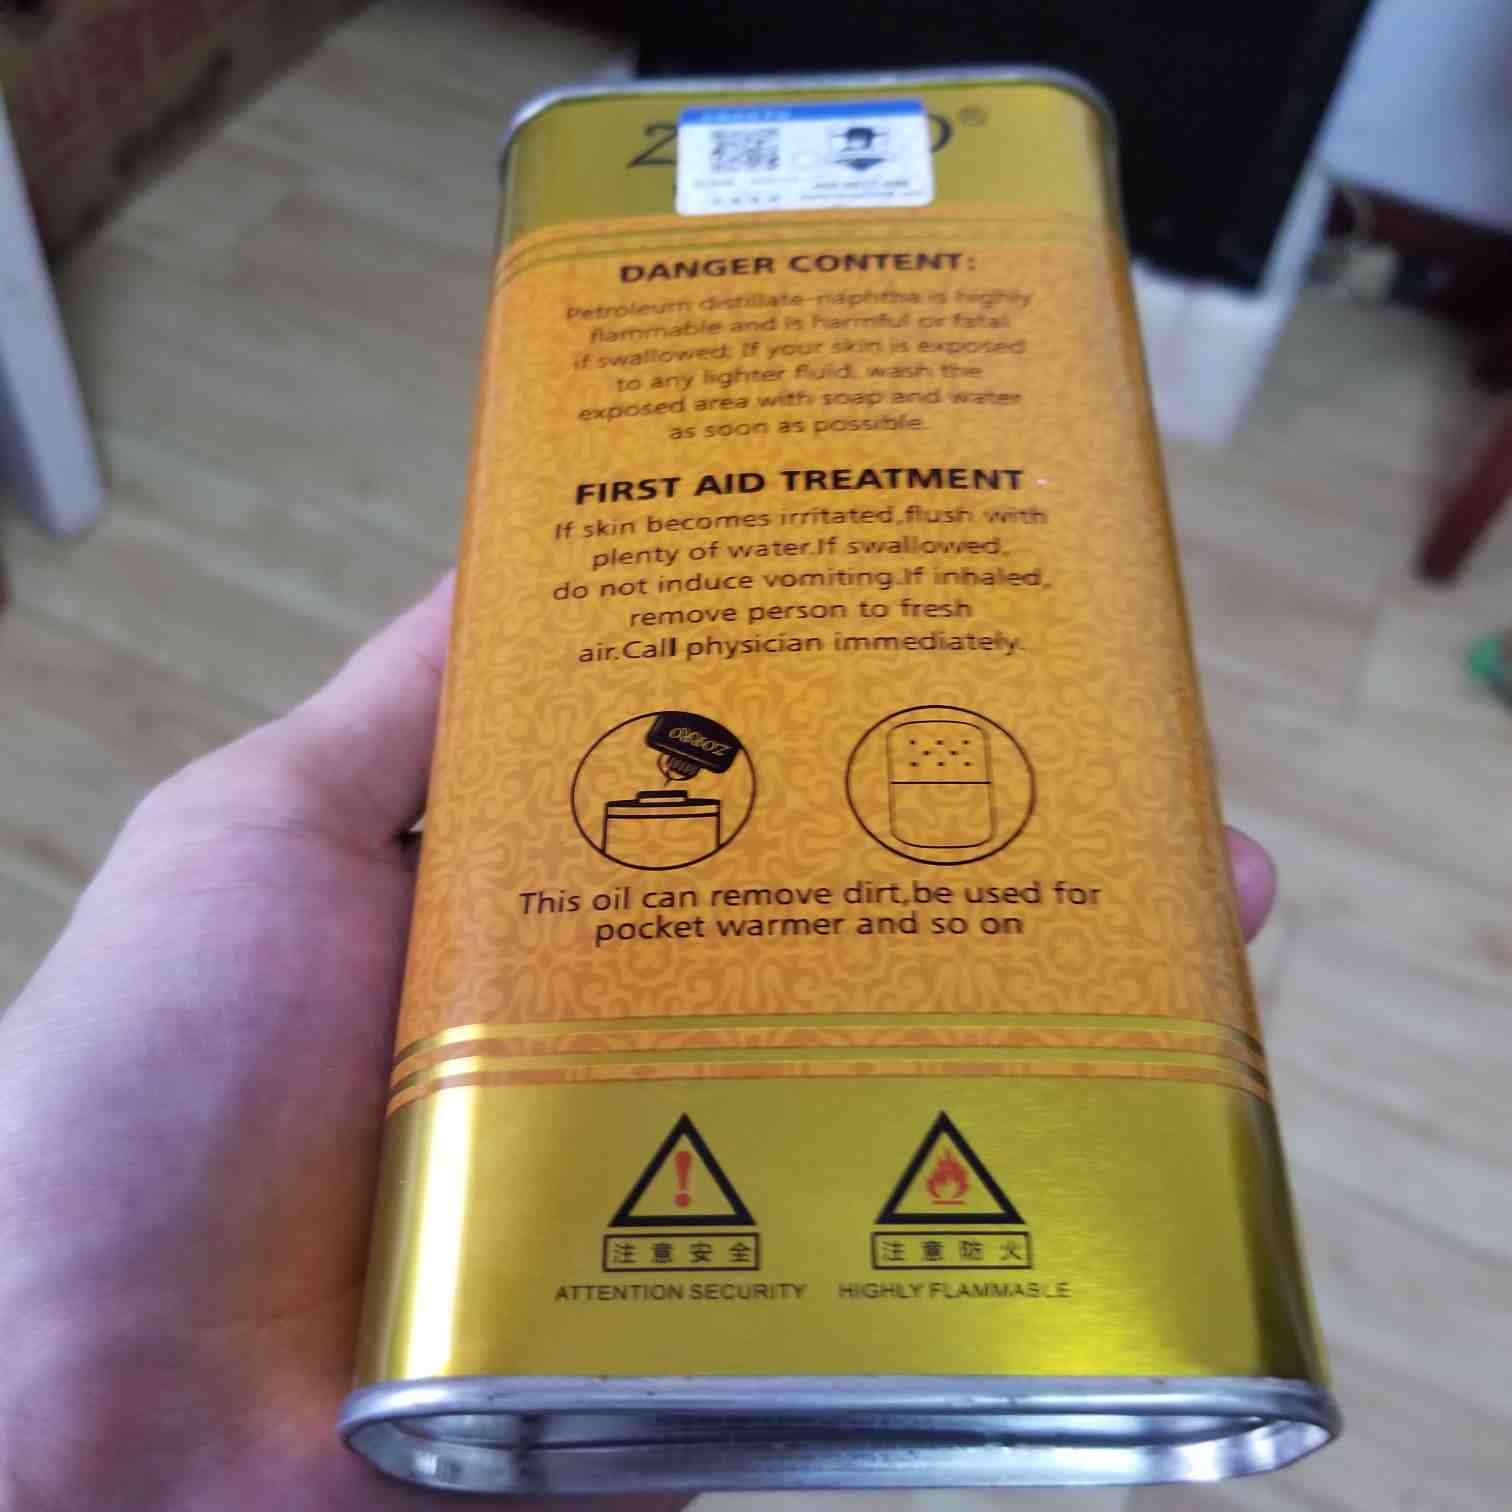 DANGER CONTENT:
Petroleum distillate-naphtha is highly
flammable and is harmful or fatal
if swallowed; If your skin is exposed
to any lighter fluid, wash the
exposed area with soap and water
as soon as possible.
FIRST AID TREATMENT
If skin becomes irritated,flush with
plenty of water.If swallowed,
do not induce vomiting.If inhaled,
remove person to fresh
air.Call physician immediately.
ZORRO
This oil can remove dirt,be used for
pocket warmer and so on
注意安全
注意防火
ATTENTION SECURITY
HIGHLY FLAMMABLE